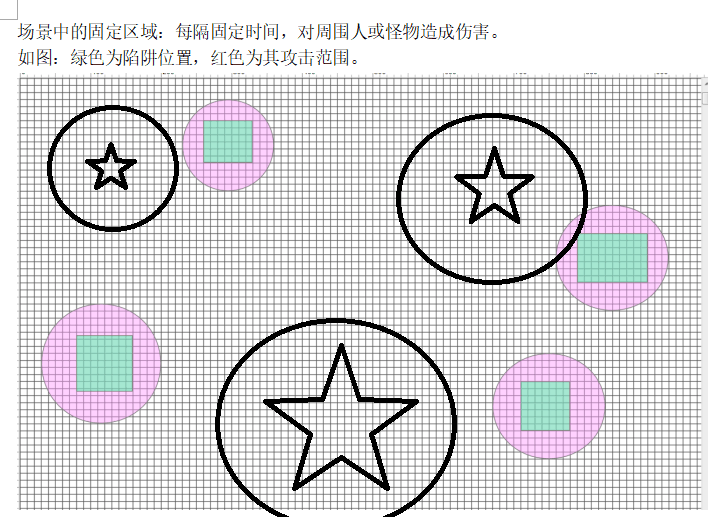 场景中的固定区域：每隔固定时间，对周围人或怪物造成伤害。
如图：绿色为陷阱位置，红色为其攻击范围。